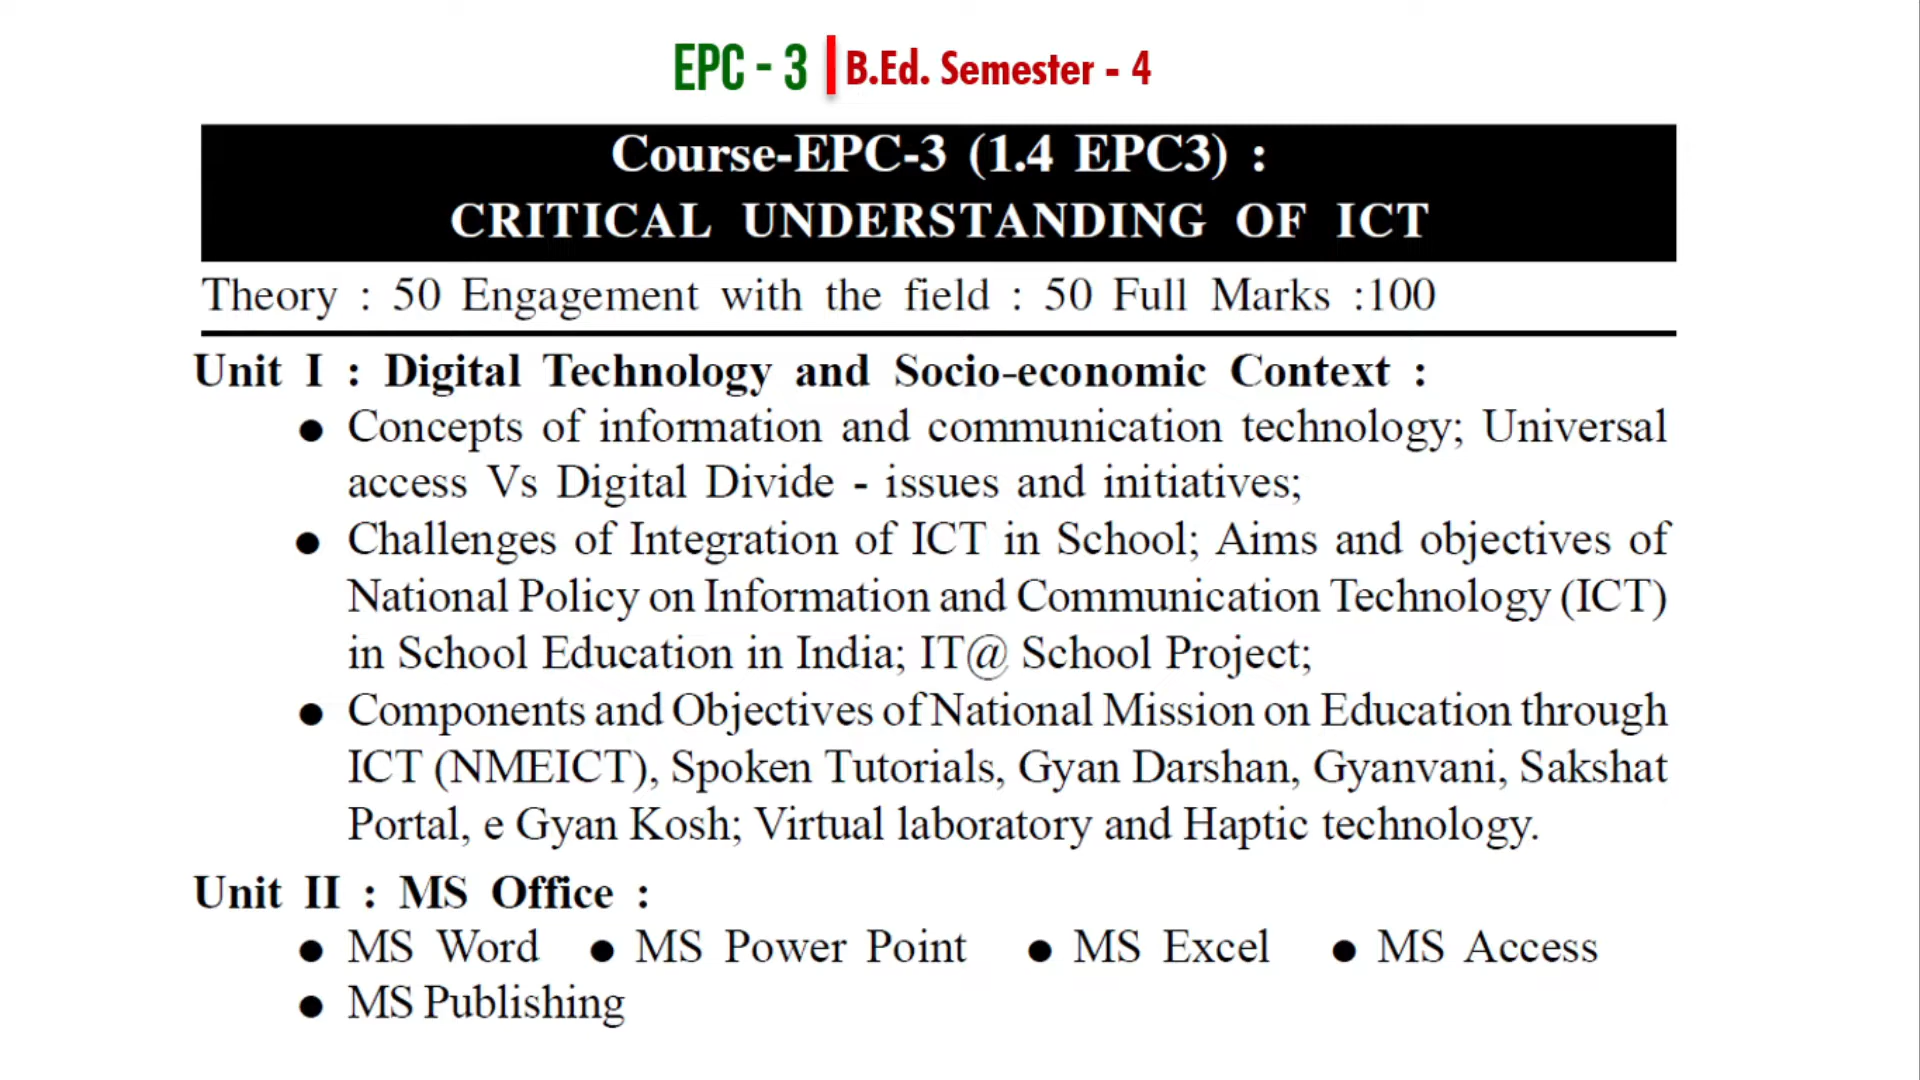 EPC - 3 | B.Ed. Semester - 4
Course-EPC-3 (1.4 EPC3) :
CRITICAL UNDERSTANDING OF ICT
Theory : 50 Engagement with the field : 50 Full Marks :100
Unit I : Digital Technology and Socio-economic Context :
● Concepts of information and communication technology; Universal
access Vs Digital Divide - issues and initiatives;
● Challenges of Integration of ICT in School; Aims and objectives of
National Policy on Information and Communication Technology (ICT)
in School Education in India; IT@ School Project;
● Components and Objectives of National Mission on Education through
ICT (NMEICT), Spoken Tutorials, Gyan Darshan, Gyanvani, Sakshat
Portal, e Gyan Kosh; Virtual laboratory and Haptic technology.
Unit II : MS Office :
● MS Word ● MS Power Point ● MS Excel ● MS Access
● MS Publishing